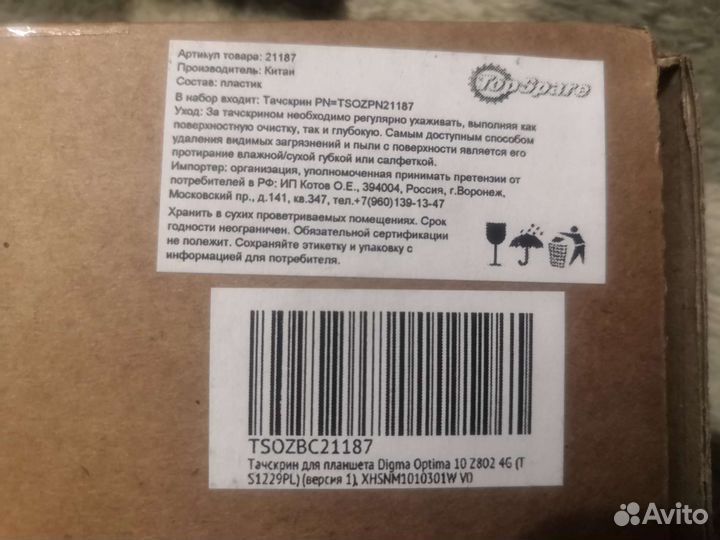 Артикул товара: 21187
Производитель: Китай
Состав: пластик
TopSpare
В набор входит: Тачскрин PN=TSOZPN21187
Уход: За тачскрином необходимо регулярно ухаживать, выполняя как
поверхностную очистку, так и глубокую. Самым доступным способом
удаления видимых загрязнений и пыли с поверхности является его
протирание влажной/сухой губкой или салфеткой.
Импортер: организация, уполномоченная принимать претензии от
потребителей в РФ: ИП Котов О.Е., 394004, Россия, г.Воронеж,
Московский пр., д.141, кв.347, тел.+7(960)139-13-47
Хранить в сухих проветриваемых помещениях. Срок
годности неограничен. Обязательной сертификации
не полежит. Сохраняйте этикетку и упаковку с
информацией для потребителя.
TSOZBC21187
Тачскрин для планшета Digma Optima 10 Z802 4G (T
S1229PL) (версия 1), XHSNM1010301W V0
Avito